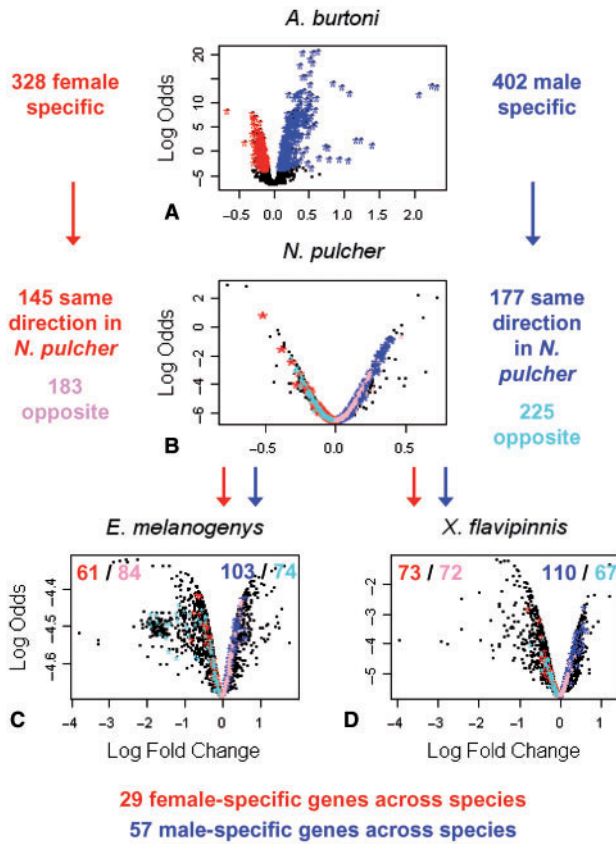 A. burtoni
328 female
specific
402 male
specific
Log Odds
20
15
10
5
0
−5
A
−0.5 0.0 0.5 1.0 1.5 2.0
N. pulcher
145 same
direction in
N. pulcher
183
opposite
177 same
direction
in N.
pulcher
225
opposite
Log Odds
2
0
−2
−4
−6
B
−0.5 0.0 0.5
E. melanogenys
61 / 84 103 / 74
Log Odds
−4.4
−4.5
−4.6
C
−4 −3 −2 −1 0 1
Log Fold Change
X. flavipinnis
73 / 72 110 / 67
−2
−3
−4
−5
D
−4 −3 −2 −1 0 1
Log Fold Change
29 female-specific genes across species
57 male-specific genes across species